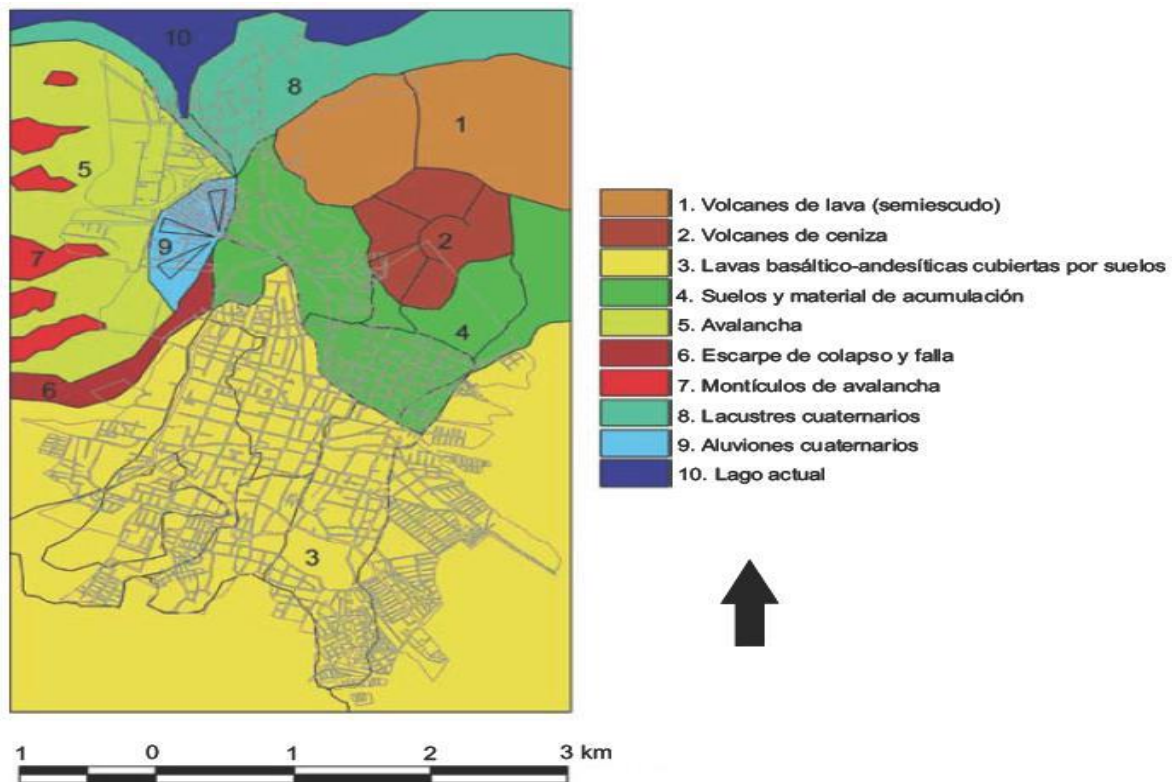 10
8
1
5
2
9
7
4
6
3
1. Volcanes de lava (semiescudo)
2. Volcanes de ceniza
3. Lavas basáltico-andesíticas cubiertas por suelos
4. Suelos y material de acumulación
5. Avalancha
6. Escarpe de colapso y falla
7. Montículos de avalancha
8. Lacustres cuaternarios
9. Aluviones cuaternarios
10. Lago actual
1 0 1 2 3 km